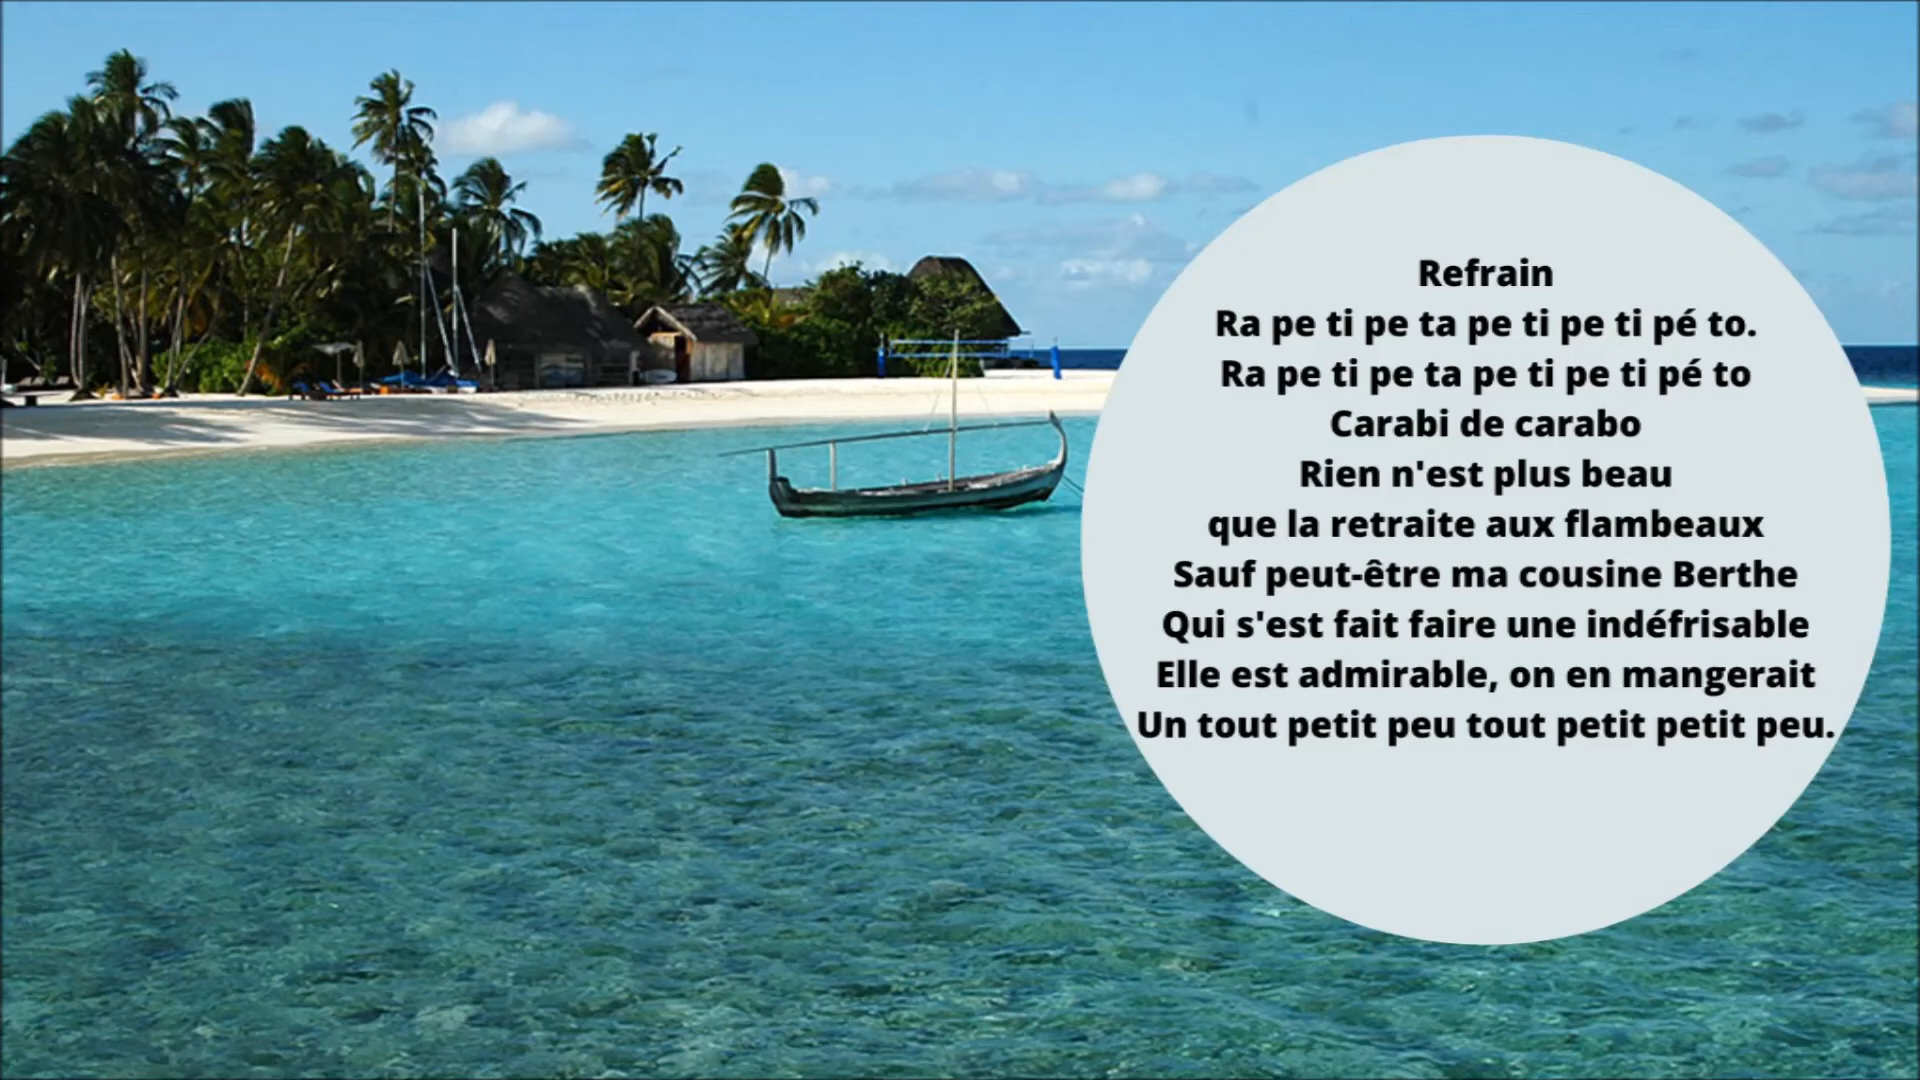 Refrain
Ra pe ti pe ta pe ti pe ti pé to.
Ra pe ti pe ta pe ti pe ti pé to
Carabi de carabo
Rien n'est plus beau
que la retraite aux flambeaux
Sauf peut-être ma cousine Berthe
Qui s'est fait faire une indéfrisable
Elle est admirable, on en mangerait
Un tout petit peu tout petit petit peu.